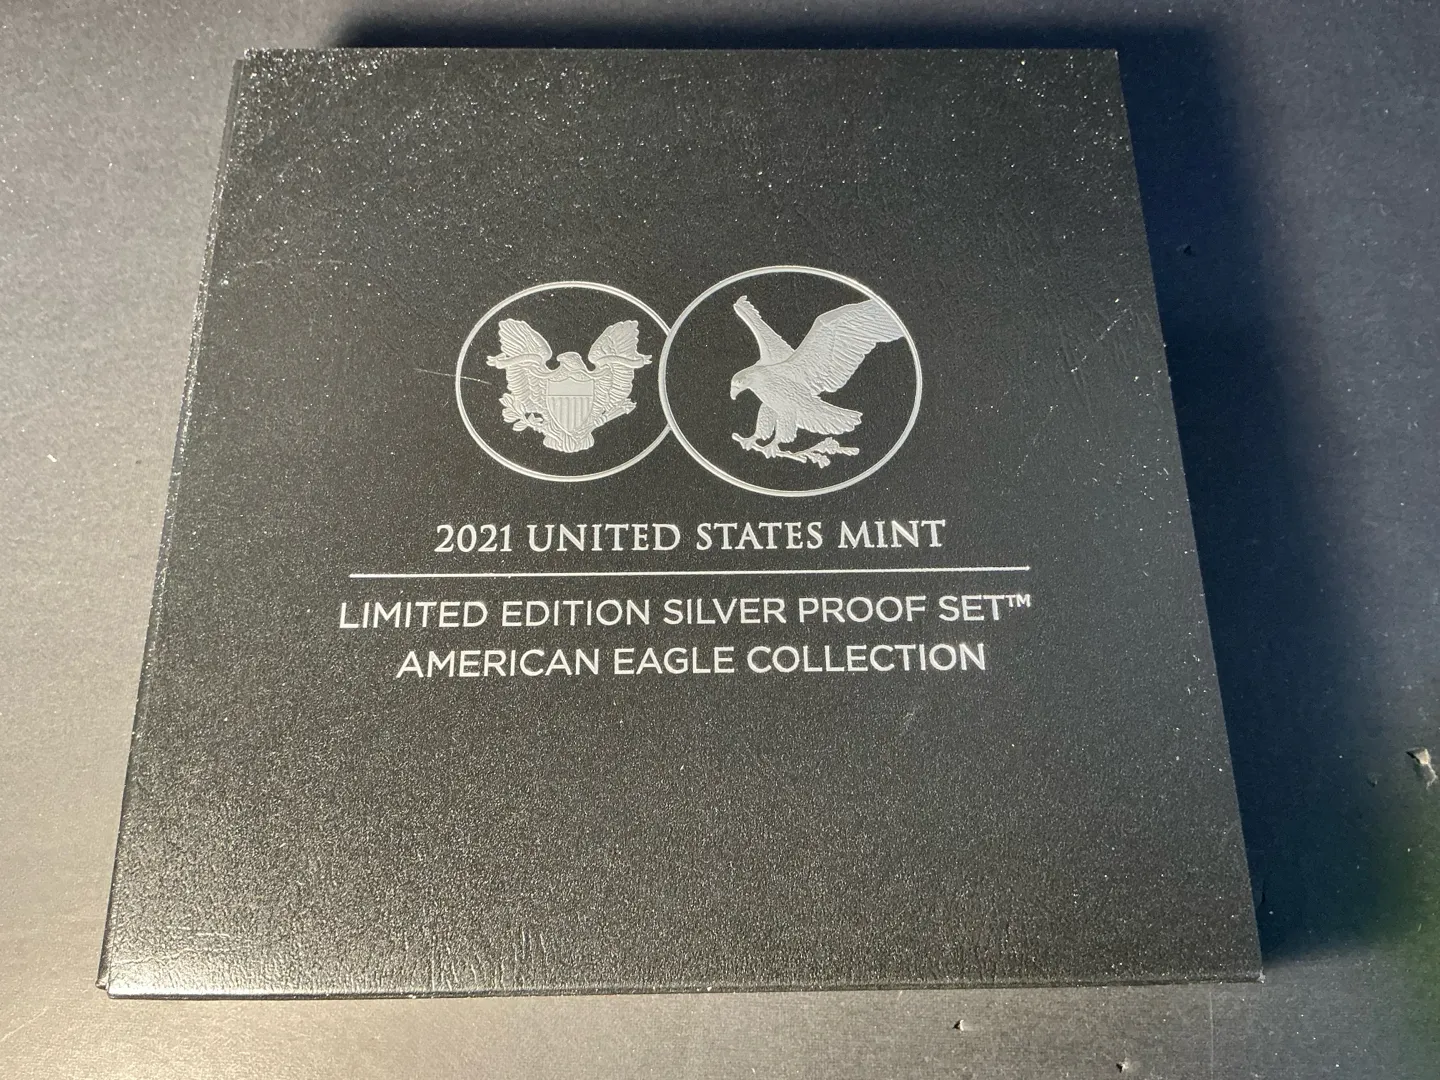 2021 UNITED STATES MINT
LIMITED EDITION SILVER PROOF SET™
AMERICAN EAGLE COLLECTION